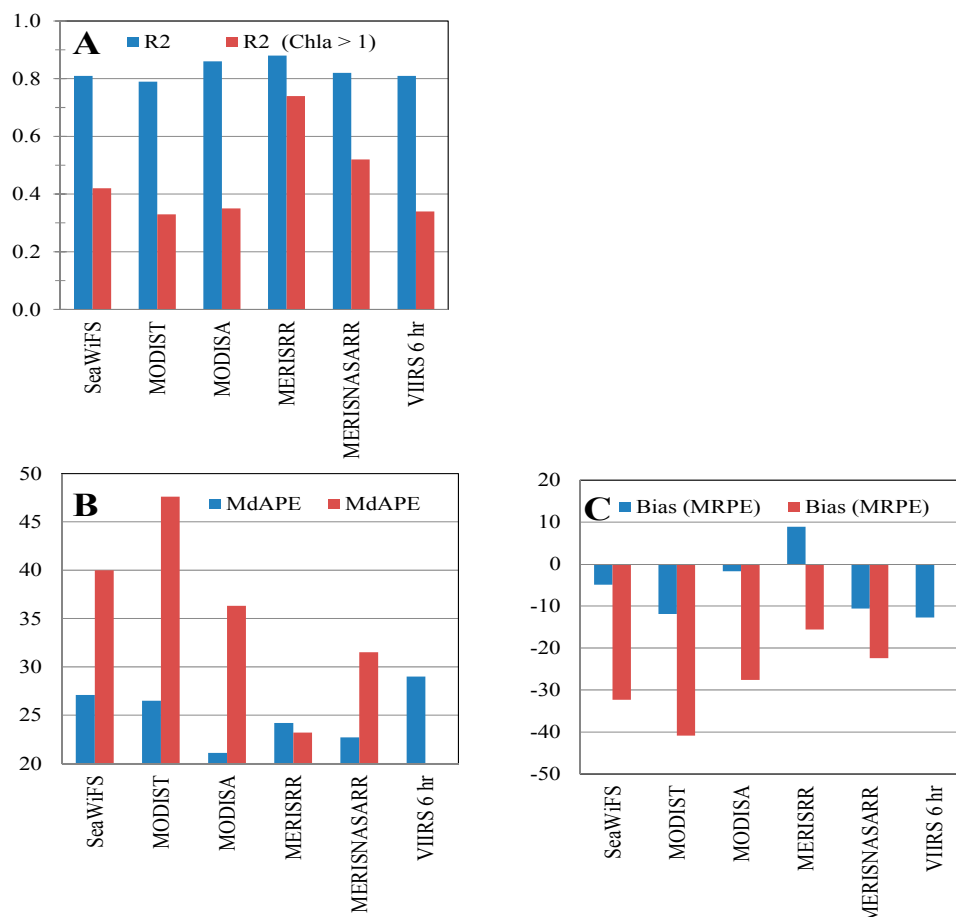 A
R2
R2 (Chla > 1)
1.0
0.8
0.6
0.4
0.2
0.0
SeaWiFS
MODIST
MODISA
MERISRR
MERISNASARR
VIIRS 6 hr
B
MdAPE
MdAPE
50
45
40
35
31
25
20
SeaWiFS
MODIST
MODISA
MERISRR
MERISNASARR
VIIRS 6 hr
C
Bias (MRPE)
Bias (MRPE)
20
10
0
-10
-20
-30
-40
-50
SeaWiFS
MODIST
MODISA
MERISRR
MERISNASARR
VIIRS 6 hr